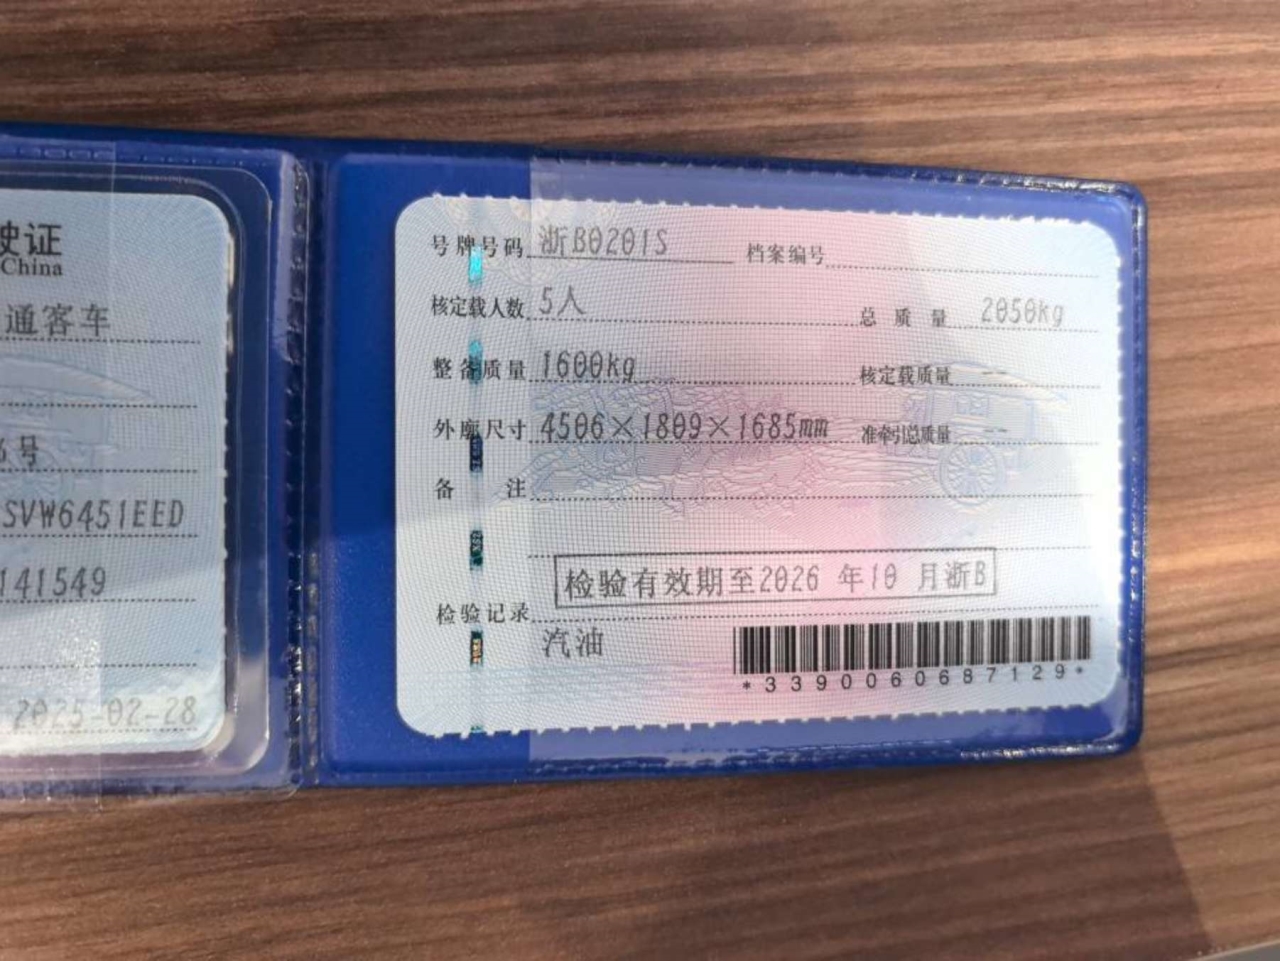 驶证
China
通客车
号
SVW6451EED
141549
2025-02-28
号牌号码 浙B0201S 档案编号
核定载人数 5人 总质量 2050kg
整备质量 1600kg 核定载质量 --
外廓尺寸 4506×1809×1685mm 准牵引总质量 --
备注
检验有效期至2026 年10 月浙B
检验记录
汽油
*3390060687129*